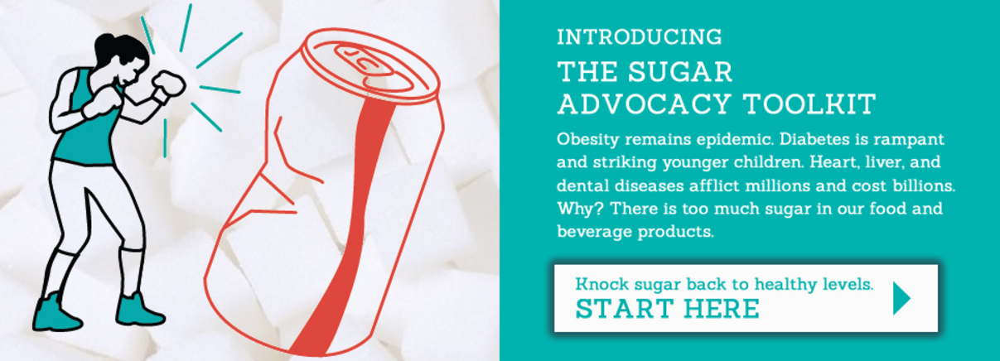 INTRODUCING
THE SUGAR
ADVOCACY TOOLKIT
Obesity remains epidemic. Diabetes is rampant
and striking younger children. Heart, liver, and
dental diseases afflict millions and cost billions.
Why? There is too much sugar in our food and
beverage products.
Knock sugar back to healthy levels.
START HERE